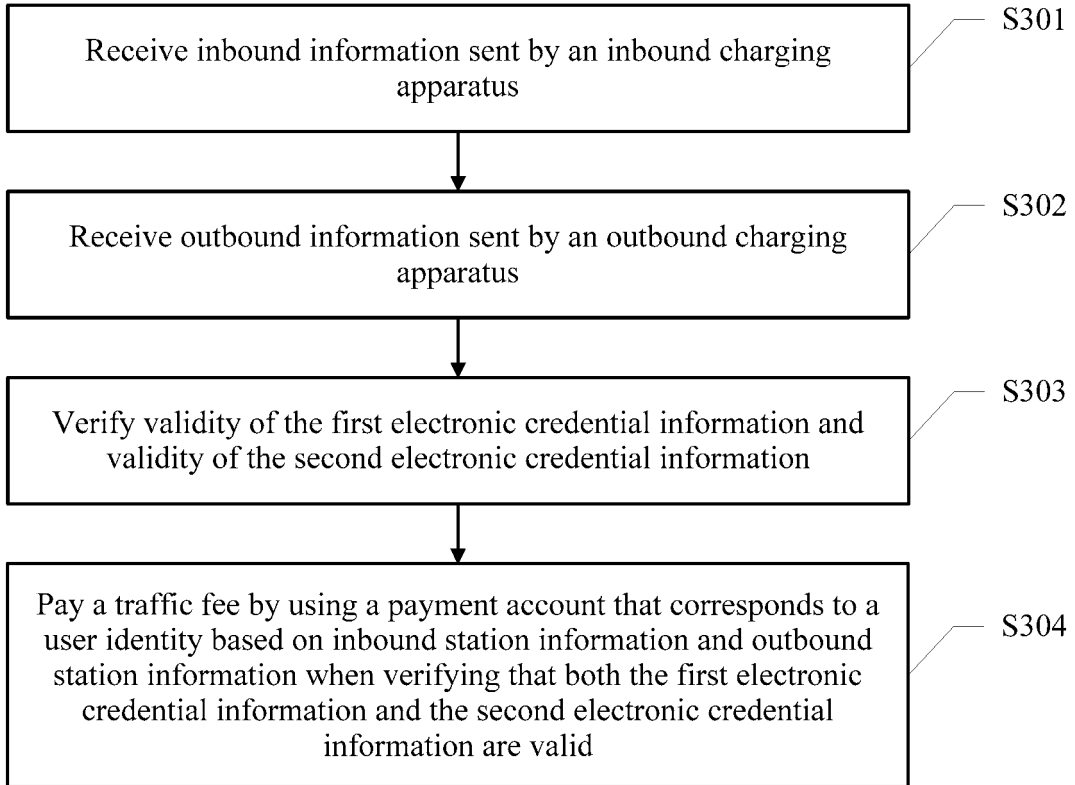 Receive inbound information sent by an inbound charging
apparatus
S301
Receive outbound information sent by an outbound charging
apparatus
S302
Verify validity of the first electronic credential information and
validity of the second electronic credential information
S303
Pay a traffic fee by using a payment account that corresponds to a
user identity based on inbound station information and outbound
station information when verifying that both the first electronic
credential information and the second electronic credential
information are valid
S304